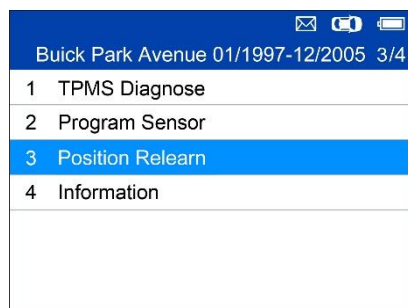 Buick Park Avenue 01/1997-12/2005 3/4
1 TPMS Diagnose
2 Program Sensor
3 Position Relearn
4 Information